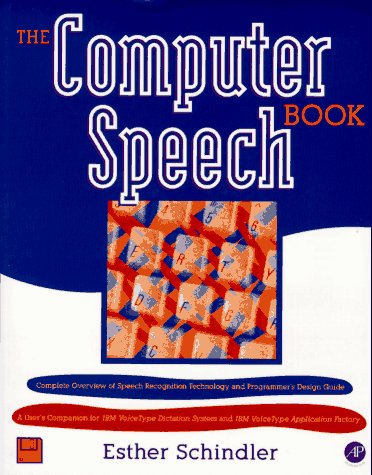 THE
Computer
Speech
BOOK
Complete Overview of Speech Recognition Technology and Programmer's Design Guide
A User's Companion for IBM VoiceType Dictation System and IBM VoiceType Application Factory
Esther Schindler
AP